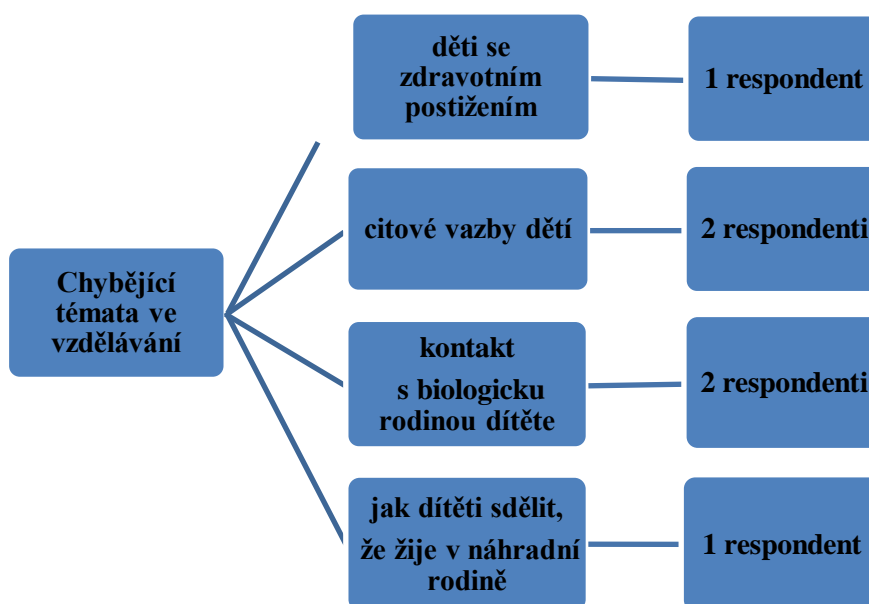 děti se
zdravotním
postižením
1 respondent
citové vazby dětí
2 respondenti
Chybějící
témata ve
vzdělávání
kontakt
s biologicku
rodinou dítěte
2 respondenti
jak dítěti sdělit,
že žije v náhradní
rodině
1 respondent